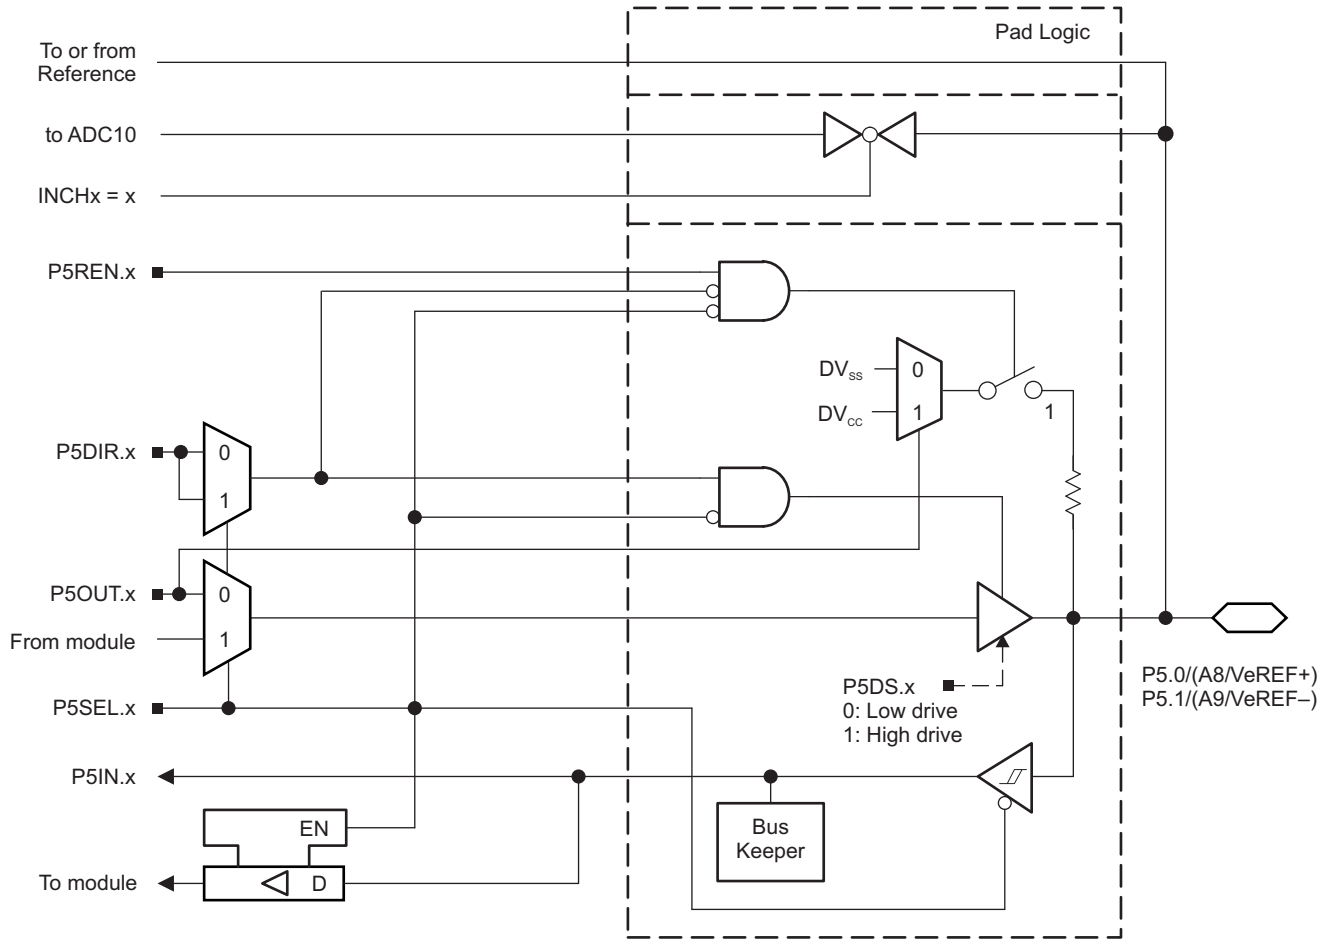 Pad Logic
To or from
Reference
to ADC10
INCHx = x
P5REN.x
DVSS
0
DVCC
1
1
P5DIR.x
0
1
P5OUT.x
0
From module
1
P5SEL.x
P5DS.x
0: Low drive
1: High drive
P5.0/(A8/VeREF+)
P5.1/(A9/VeREF–)
P5IN.x
EN
Bus
Keeper
To module
D